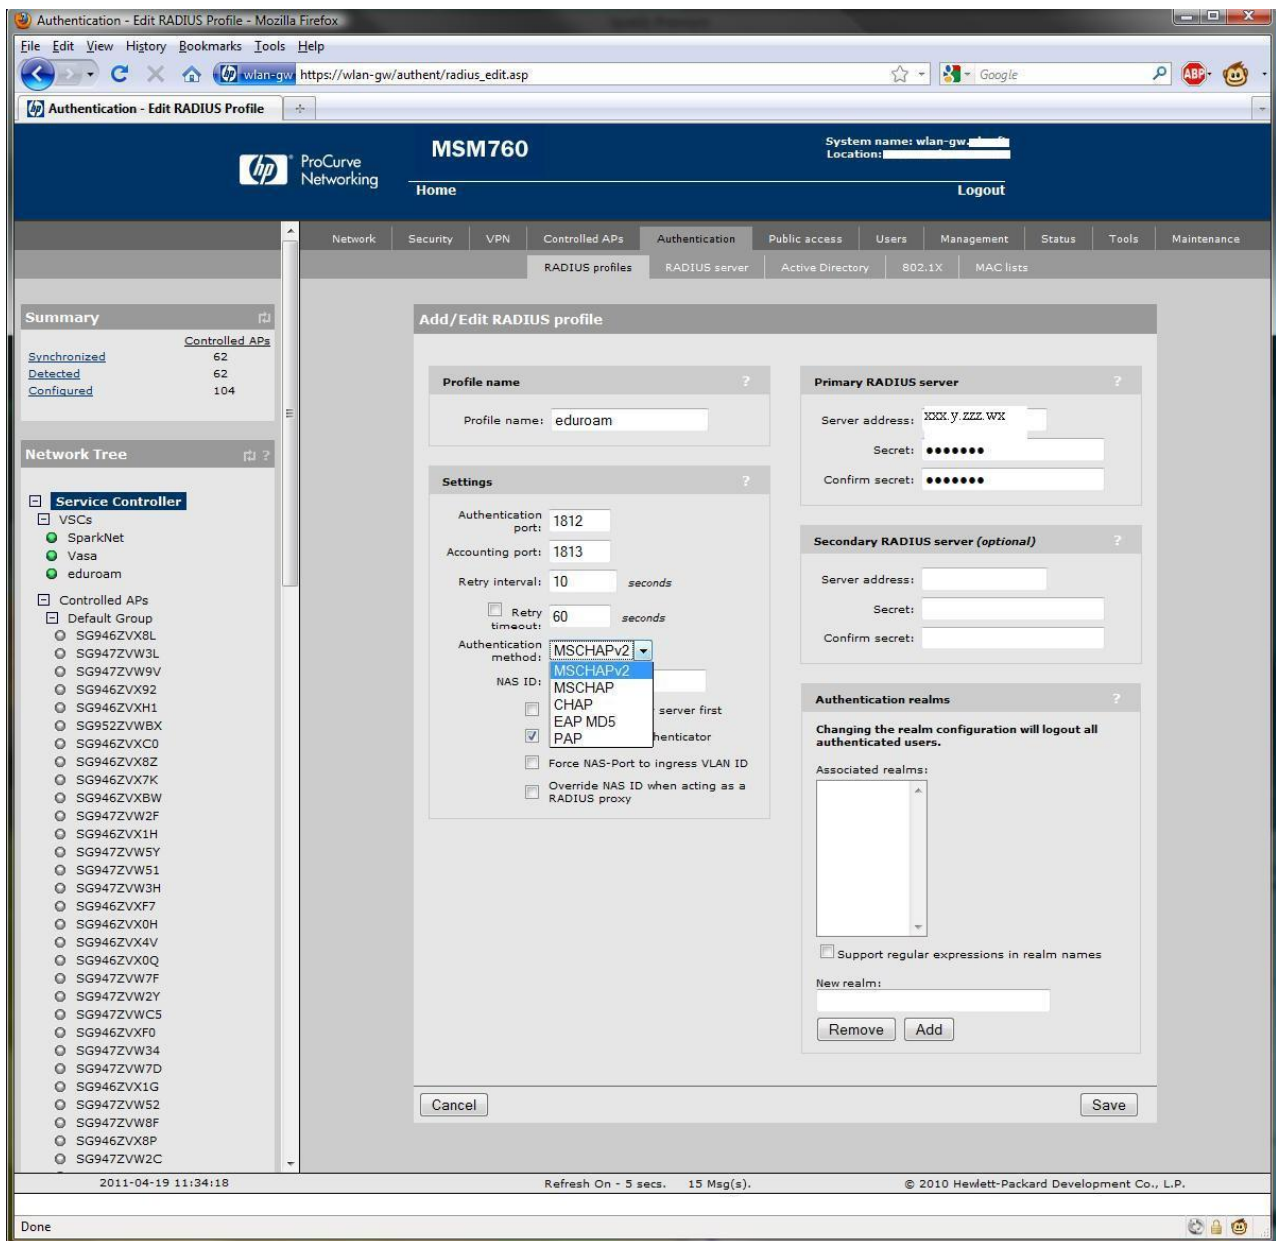 Authentication - Edit RADIUS Profile - Mozilla Firefox
File Edit View History Bookmarks Tools Help
wlan-gw https://wlan-gw/authent/radius_edit.asp
Google
ABP
Authentication - Edit RADIUS Profile
hp ProCurve Networking
MSM760
System name: wlan-gw.
Location:
Home
Logout
Network Security VPN Controlled APs Authentication Public access Users Management Status Tools Maintenance
RADIUS profiles RADIUS server Active Directory 802.1X MAC lists
Summary
Controlled APs
Synchronized 62
Detected 62
Configured 104
Network Tree ?
Service Controller
VSCs
SparkNet
Vasa
eduroam
Controlled APs
Default Group
SG946ZVX8L
SG947ZVW3L
SG947ZVW9V
SG946ZVX92
SG946ZVXH1
SG952ZVWBX
SG946ZVXC0
SG946ZVX8Z
SG946ZVX7K
SG946ZVXBW
SG947ZVW2F
SG946ZVX1H
SG947ZVW5Y
SG947ZVW51
SG947ZVW3H
SG946ZVXF7
SG946ZVX0H
SG946ZVX4V
SG946ZVX0Q
SG947ZVW7F
SG947ZVW2Y
SG947ZVWC5
SG946ZVXF0
SG947ZVW34
SG947ZVW7D
SG946ZVX1G
SG947ZVW52
SG947ZVW8F
SG946ZVX8P
SG947ZVW2C
Add/Edit RADIUS profile
Profile name ?
Profile name: eduroam
Settings ?
Authentication port: 1812
Accounting port: 1813
Retry interval: 10 seconds
Retry timeout: 60 seconds
Authentication method: MSCHAPv2
MSCHAPv2
MSCHAP
CHAP
EAP MD5
PAP
NAS ID:
server first
henticator
Force NAS-Port to ingress VLAN ID
Override NAS ID when acting as a
RADIUS proxy
Primary RADIUS server ?
Server address: xxx.y.zzz.wx
Secret: ●●●●●●●
Confirm secret: ●●●●●●●
Secondary RADIUS server (optional) ?
Server address:
Secret:
Confirm secret:
Authentication realms ?
Changing the realm configuration will logout all
authenticated users.
Associated realms:
Support regular expressions in realm names
New realm:
Remove Add
Cancel Save
2011-04-19 11:34:18 Refresh On - 5 secs. 15 Msg(s). © 2010 Hewlett-Packard Development Co., L.P.
Done